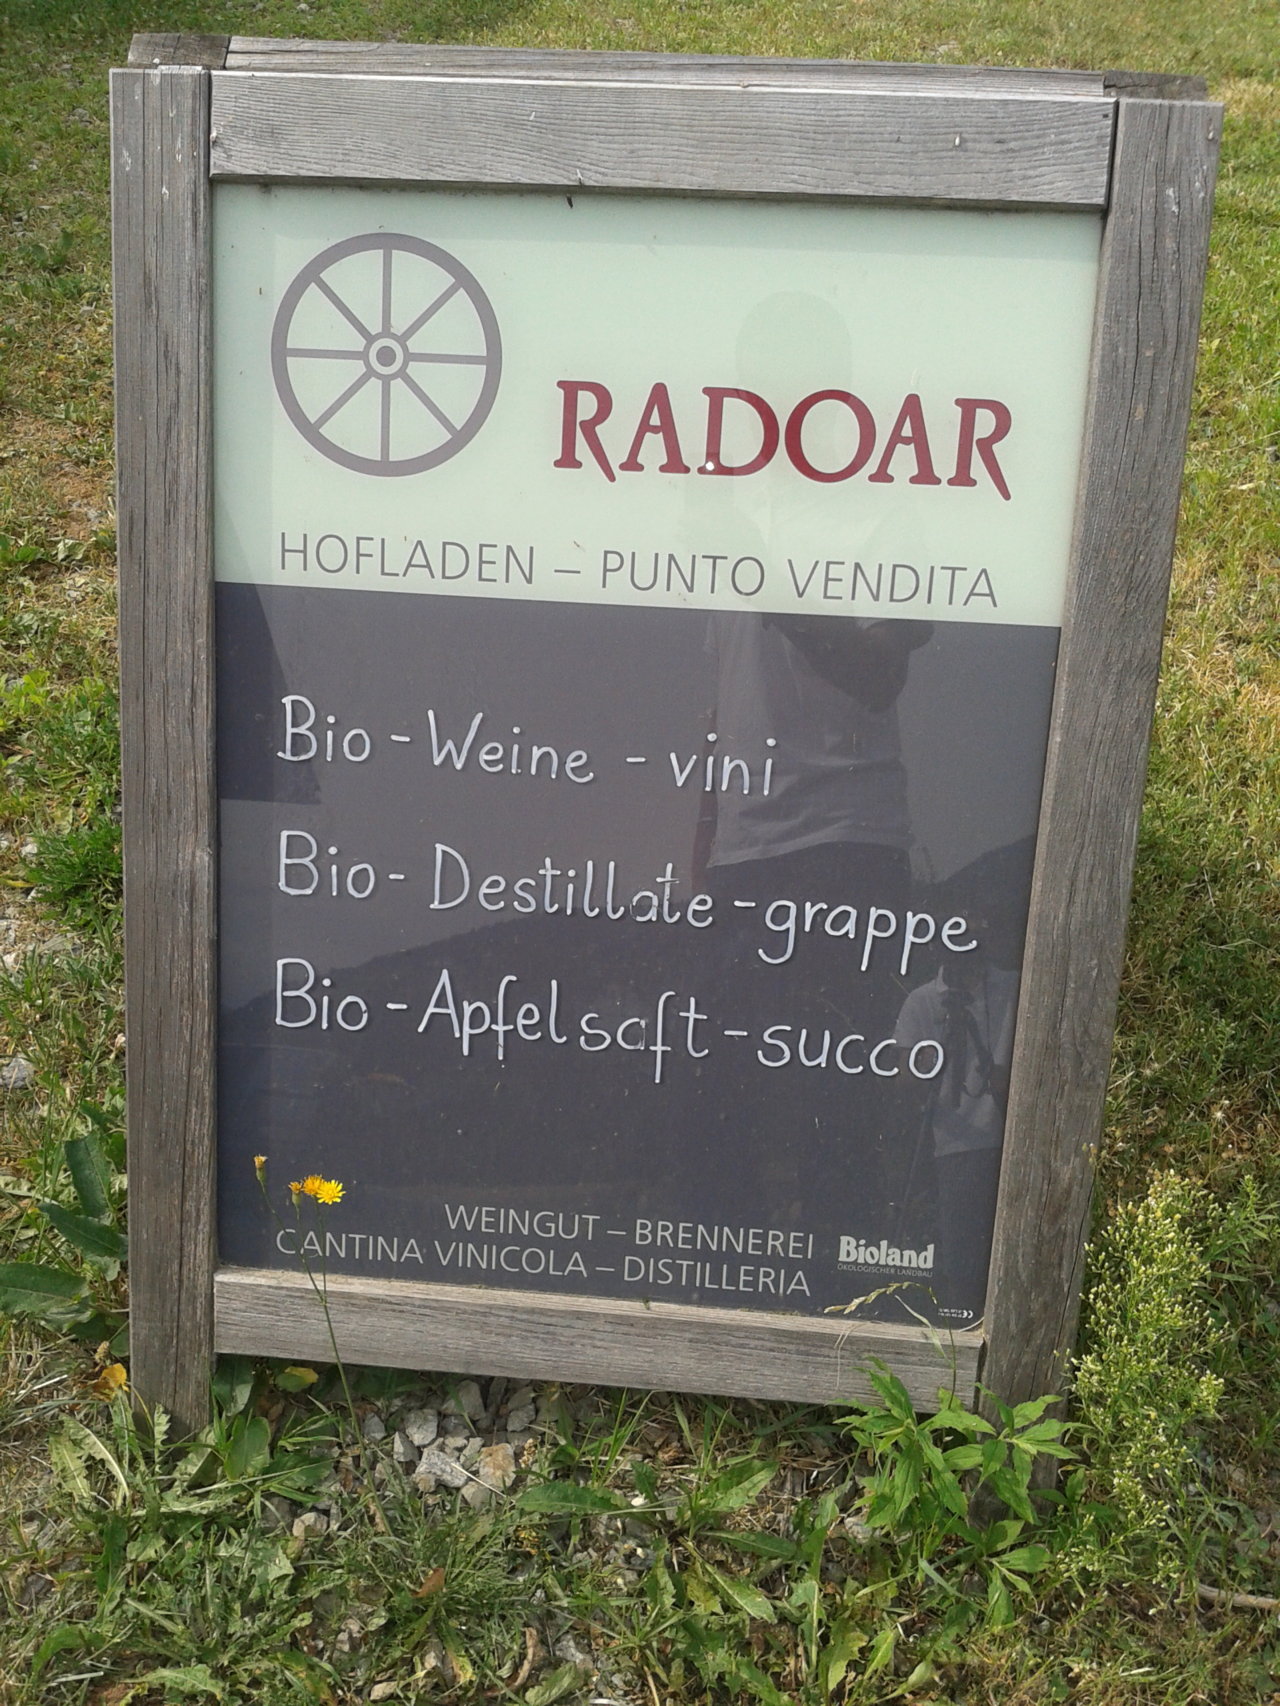 RADOAR
HOFLADEN – PUNTO VENDITA
Bio - Weine - vini
Bio - Destillate - grappe
Bio - Apfelsaft - succo
WEINGUT – BRENNEREI
CANTINA VINICOLA – DISTILLERIA
Bioland
ÖKOLOGISCHER LANDBAU